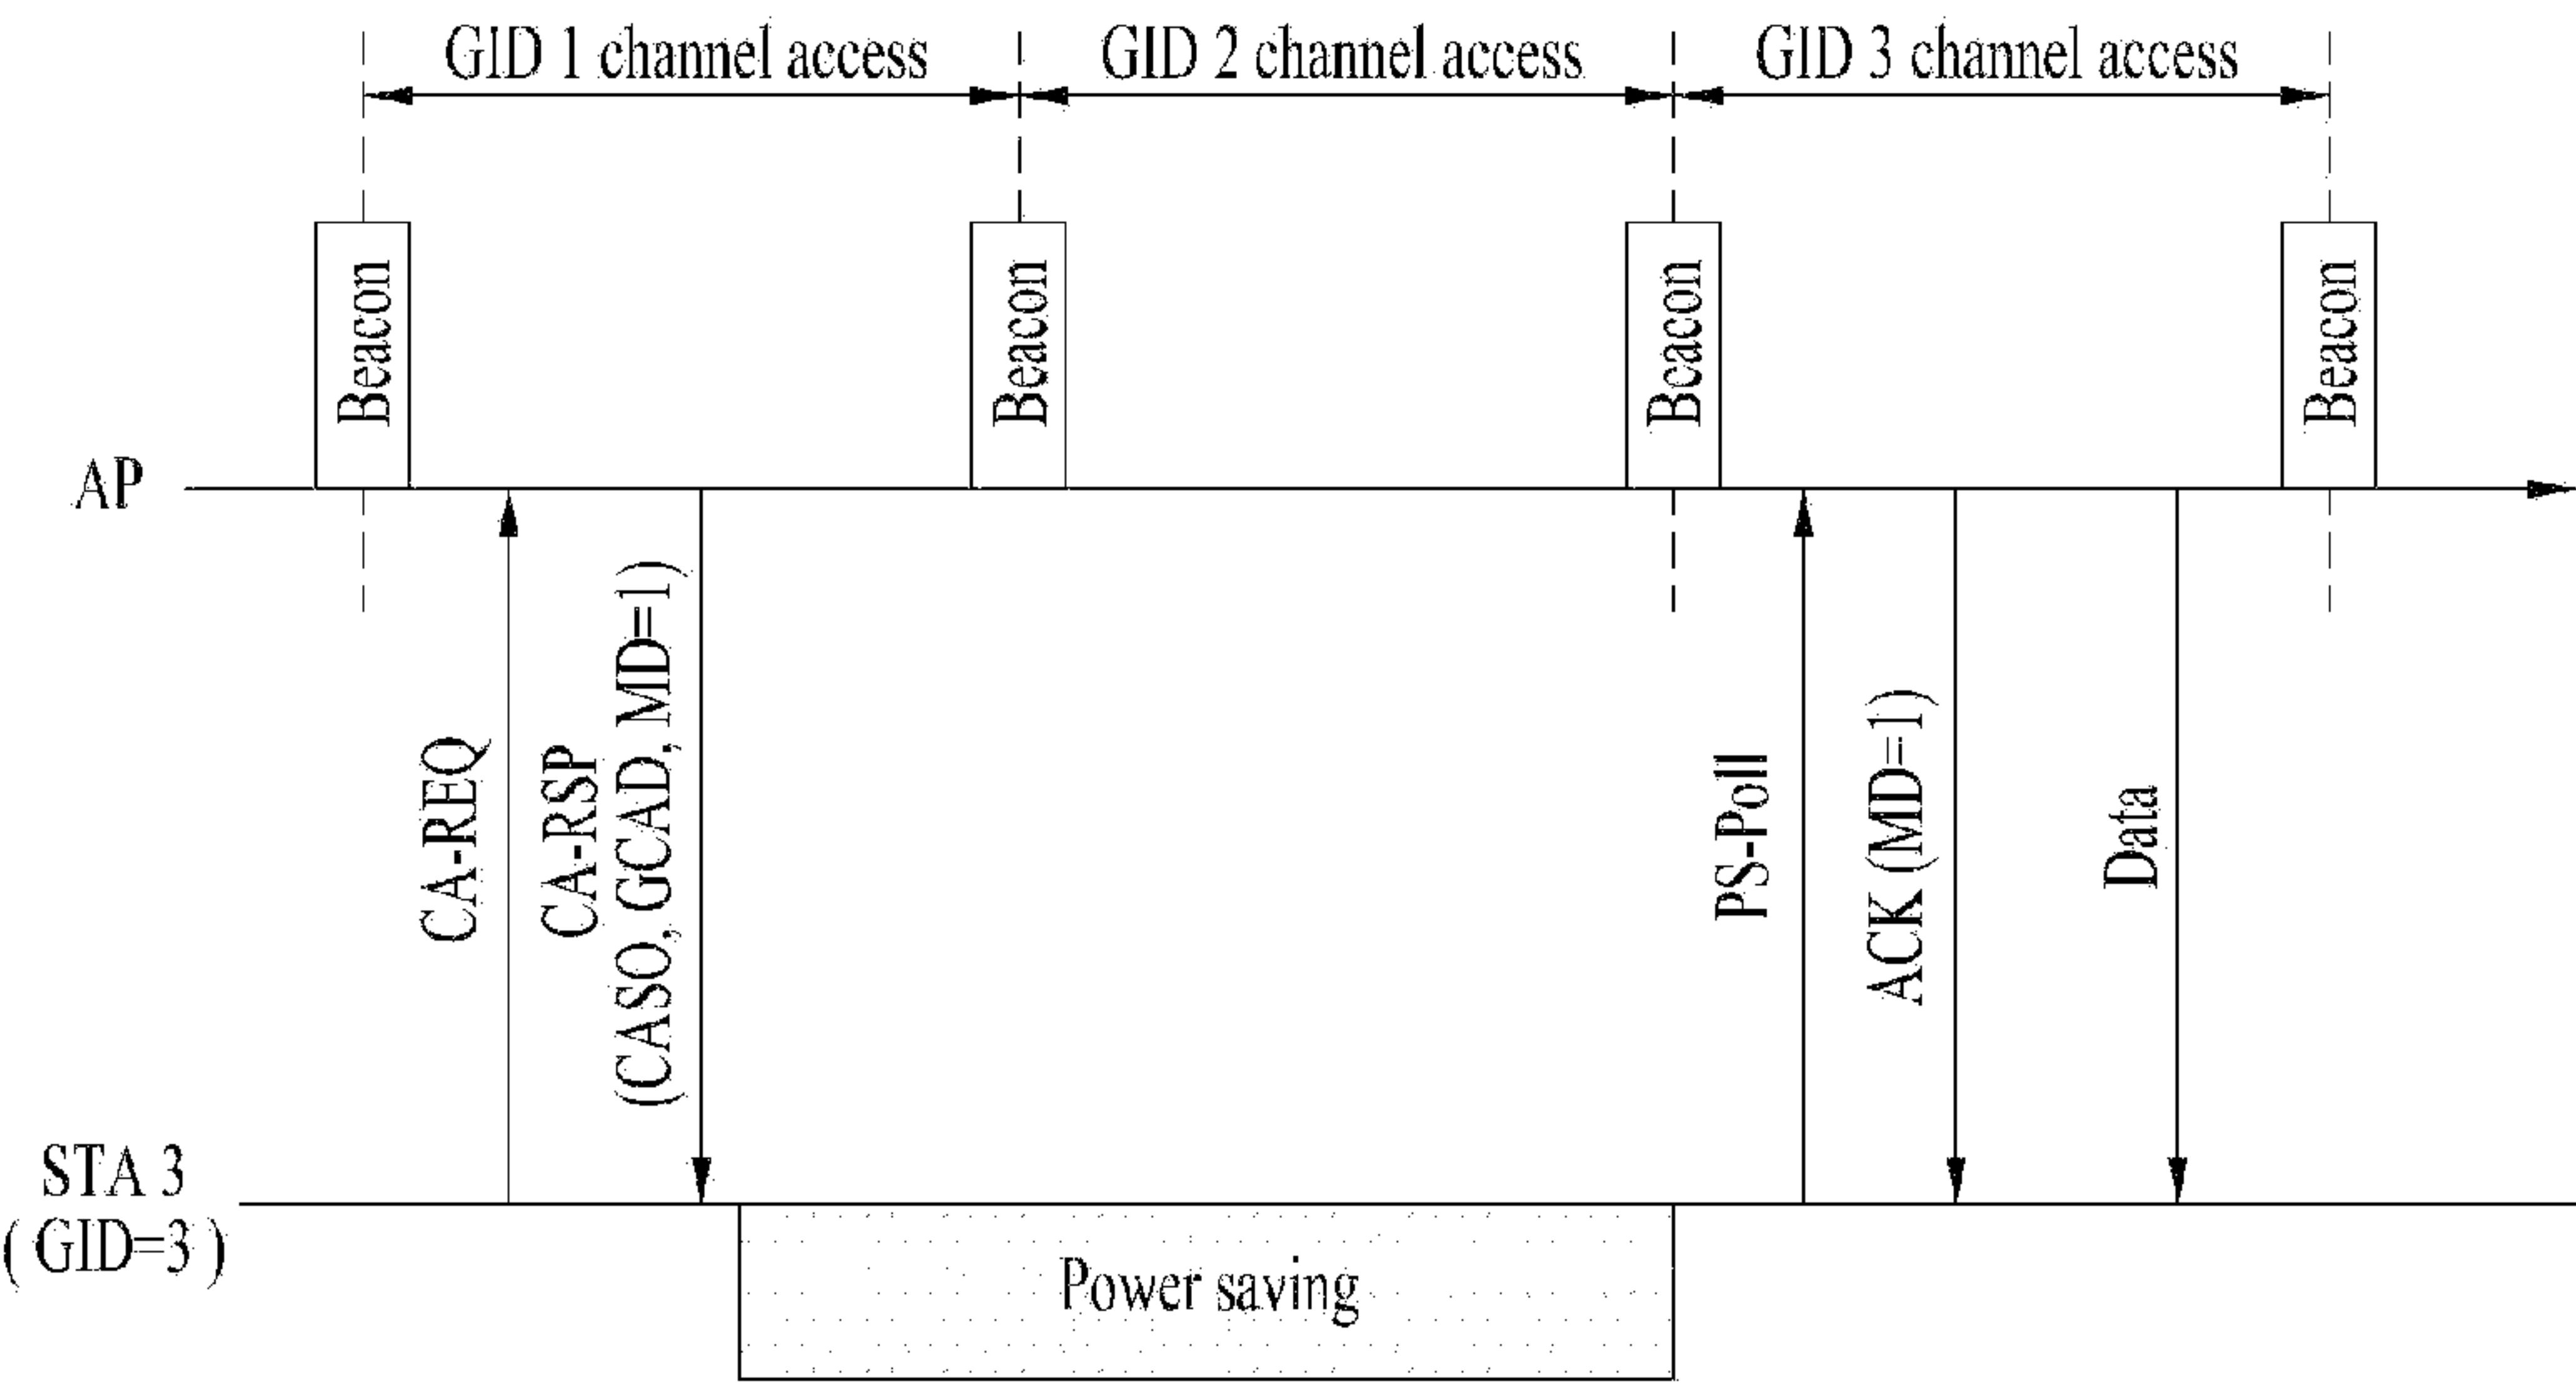 GID 1 channel access
GID 2 channel access
GID 3 channel access
Beacon
Beacon
Beacon
Beacon
AP
CA-REQ
CA-RSP
(CASO, GCAD, MD=1)
PS-Poll
ACK (MD=1)
Data
STA 3
( GID=3 )
Power saving